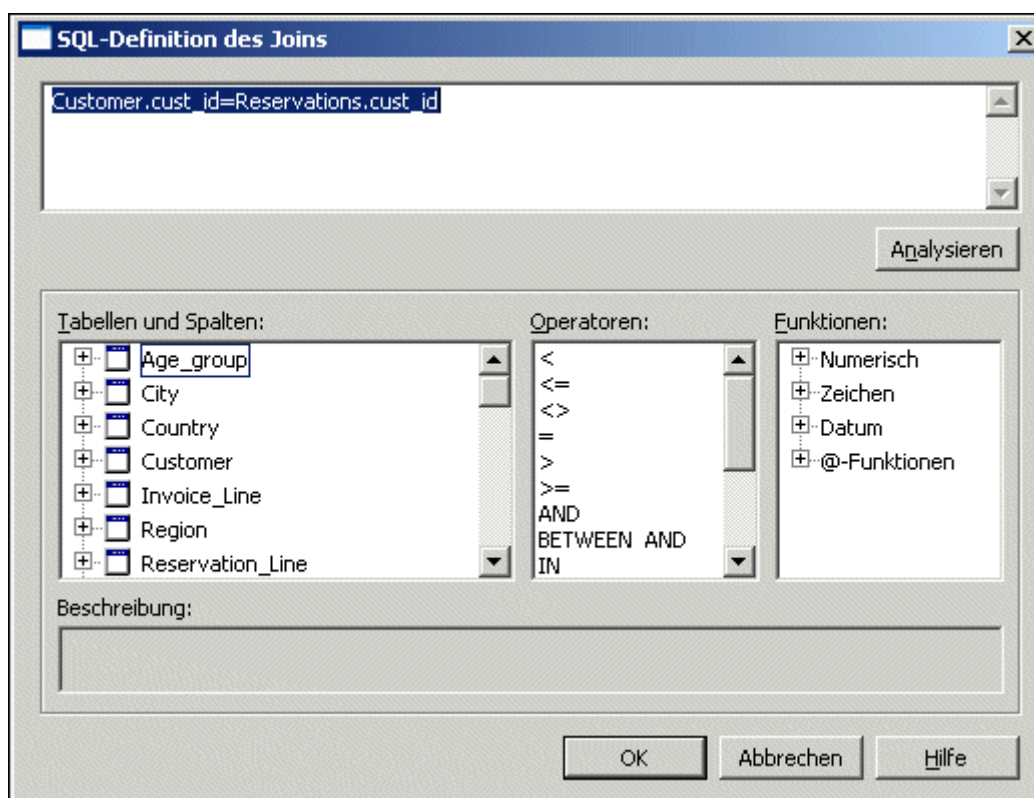 SQL-Definition des Joins
Customer.cust_id=Reservations.cust_id
Analysieren
Tabellen und Spalten:
Age_group
City
Country
Customer
Invoice_Line
Region
Reservation_Line
Operatoren:
<
<=
<>
=
>
>=
AND
BETWEEN AND
IN
Funktionen:
Numerisch
Zeichen
Datum
@-Funktionen
Beschreibung:
OK
Abbrechen
Hilfe